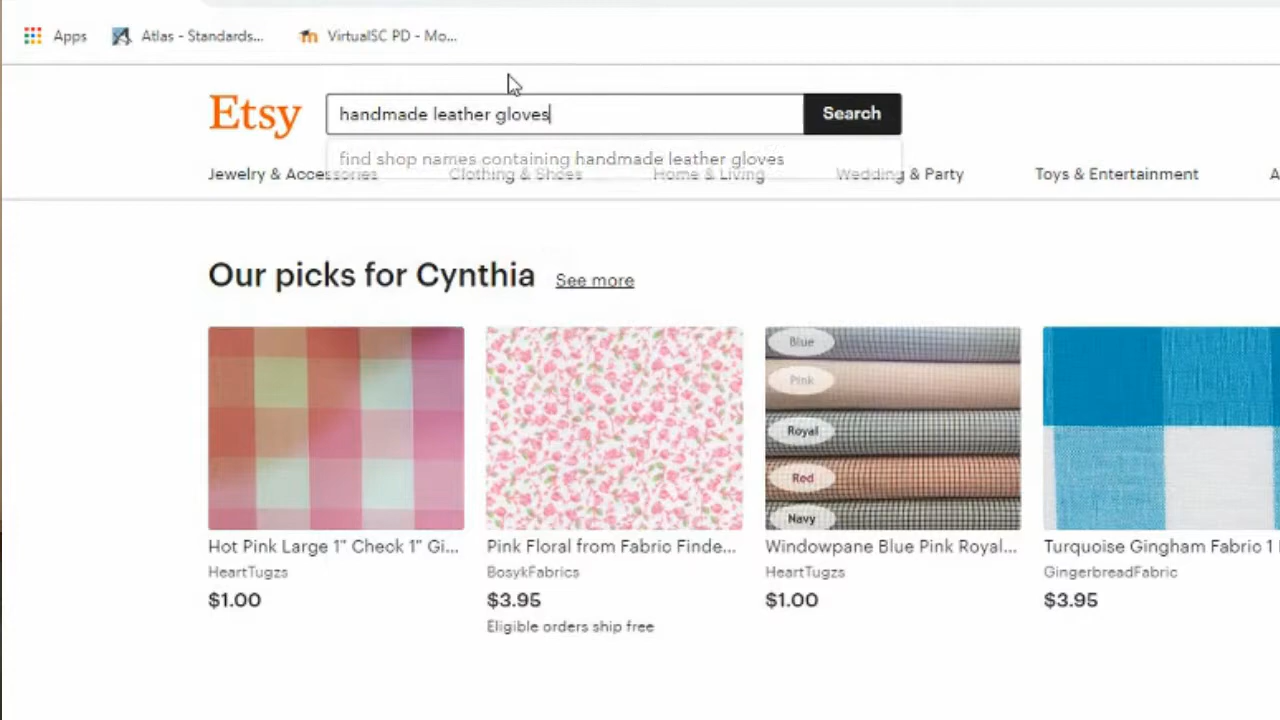 Apps Atlas - Standards... VirtualSC PD - Mo...
Etsy
handmade leather gloves
Search
find shop names containing handmade leather gloves
Jewelry & Accessories Clothing & Shoes Home & Living Wedding & Party Toys & Entertainment A
Our picks for Cynthia See more
Blue
Pink
Royal
Red
Navy
Hot Pink Large 1" Check 1" Gi...
HeartTugzs
$1.00
Pink Floral from Fabric Finde...
BosykFabrics
$3.95
Eligible orders ship free
Windowpane Blue Pink Royal...
HeartTugzs
$1.00
Turquoise Gingham Fabric 1
GingerbreadFabric
$3.95